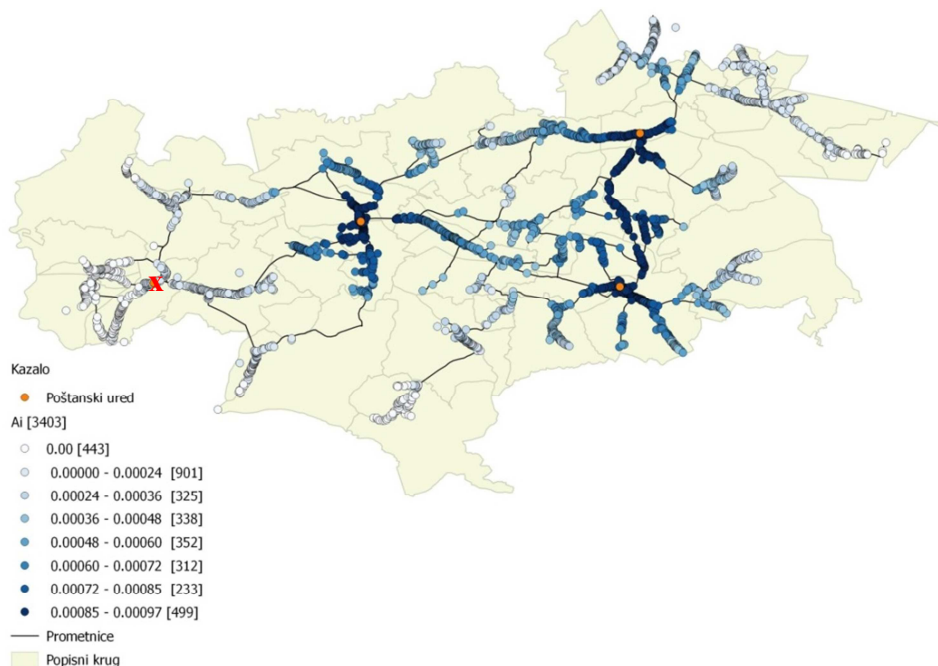 X
Kazalo
Poštanski ured
Ai [3403]
0.00 [443]
0.00000 - 0.00024 [901]
0.00024 - 0.00036 [325]
0.00036 - 0.00048 [338]
0.00048 - 0.00060 [352]
0.00060 - 0.00072 [312]
0.00072 - 0.00085 [233]
0.00085 - 0.00097 [499]
Prometnice
Popisni krug